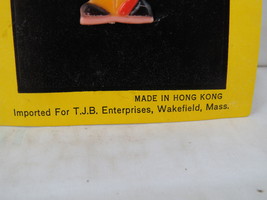 MADE IN HONG KONG
Imported For T.J.B. Enterprises, Wakefield, Mass.